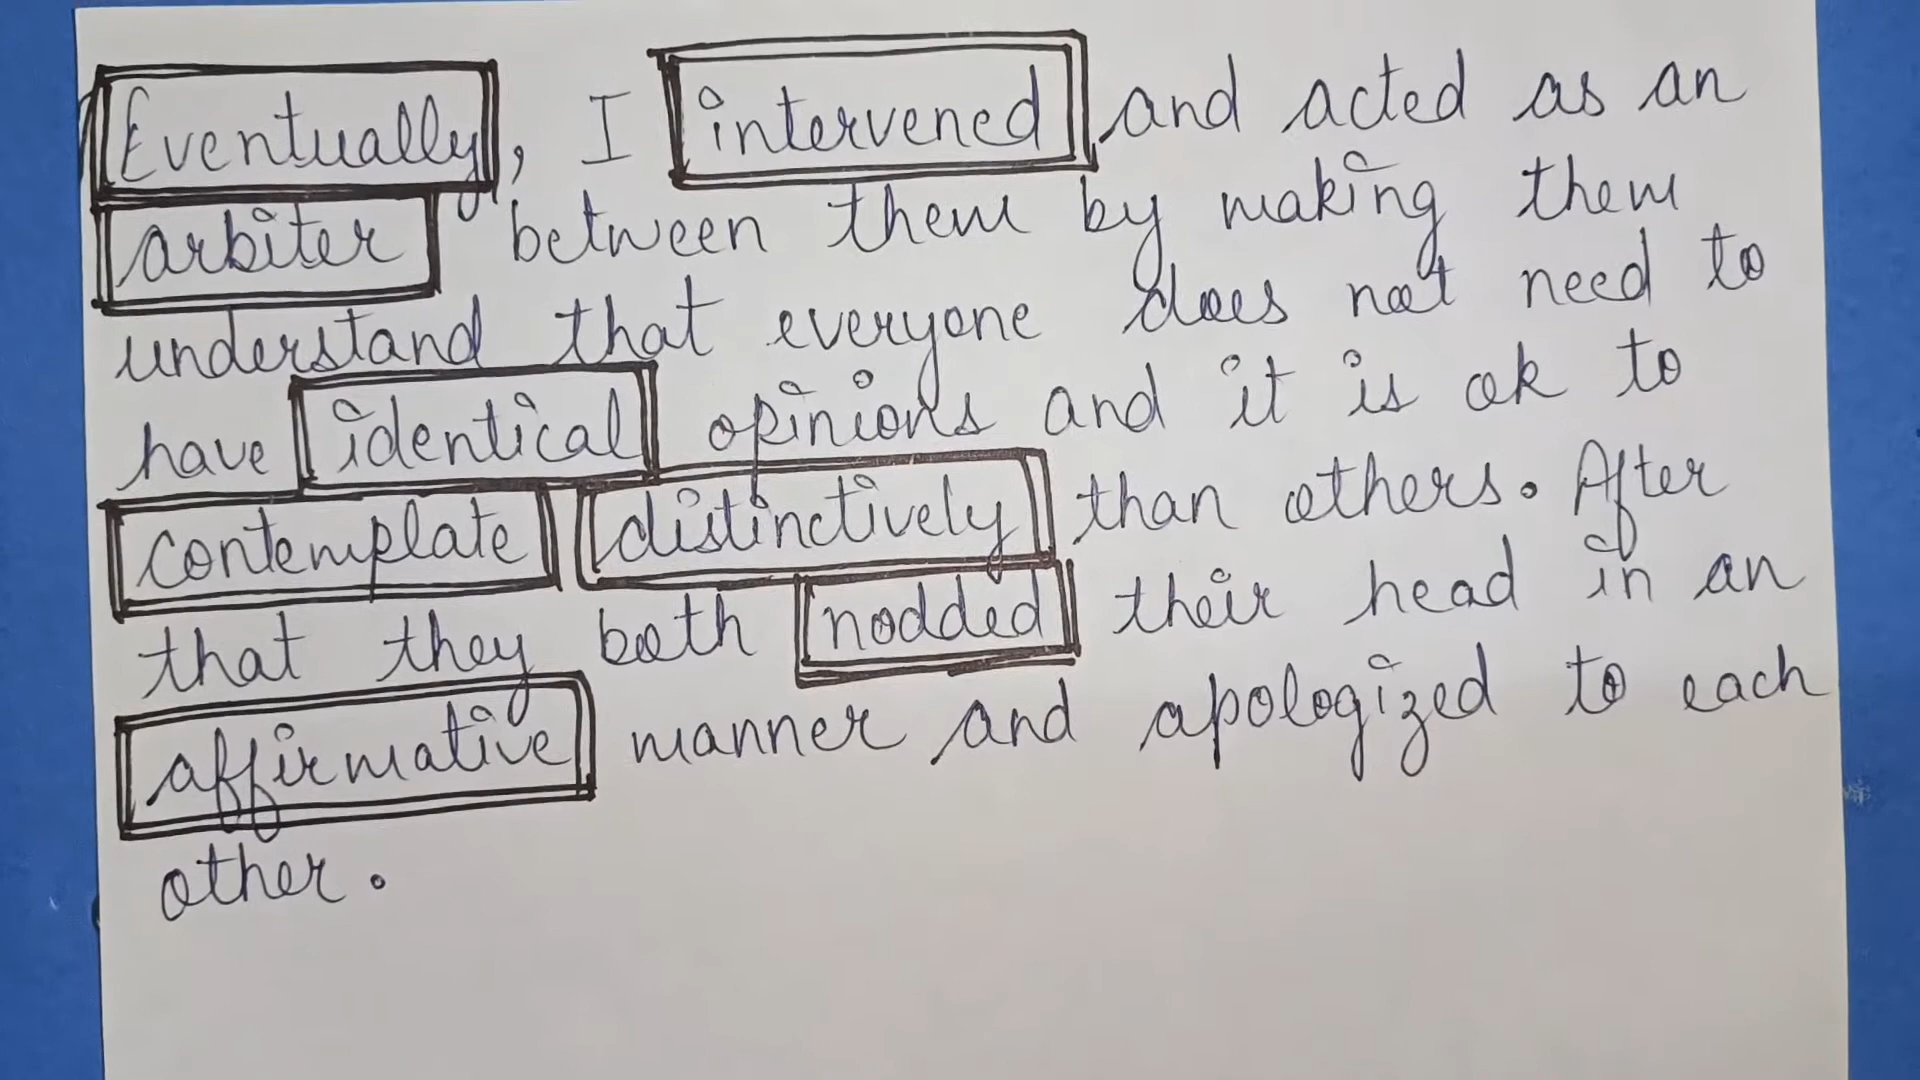 Eventually, I intervened and acted as an
arbiter between them by making them
understand that everyone does not need to
have identical opinions and it is ok to
contemplate distinctively than others. After
that they both nodded their head in an
affirmative manner and apologized to each
other.